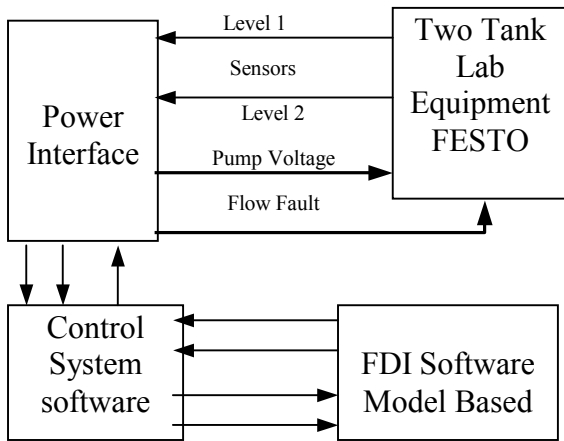 Level 1
Sensors
Level 2
Pump Voltage
Flow Fault
Power
Interface
Two Tank
Lab
Equipment
FESTO
Control
System
software
FDI Software
Model Based